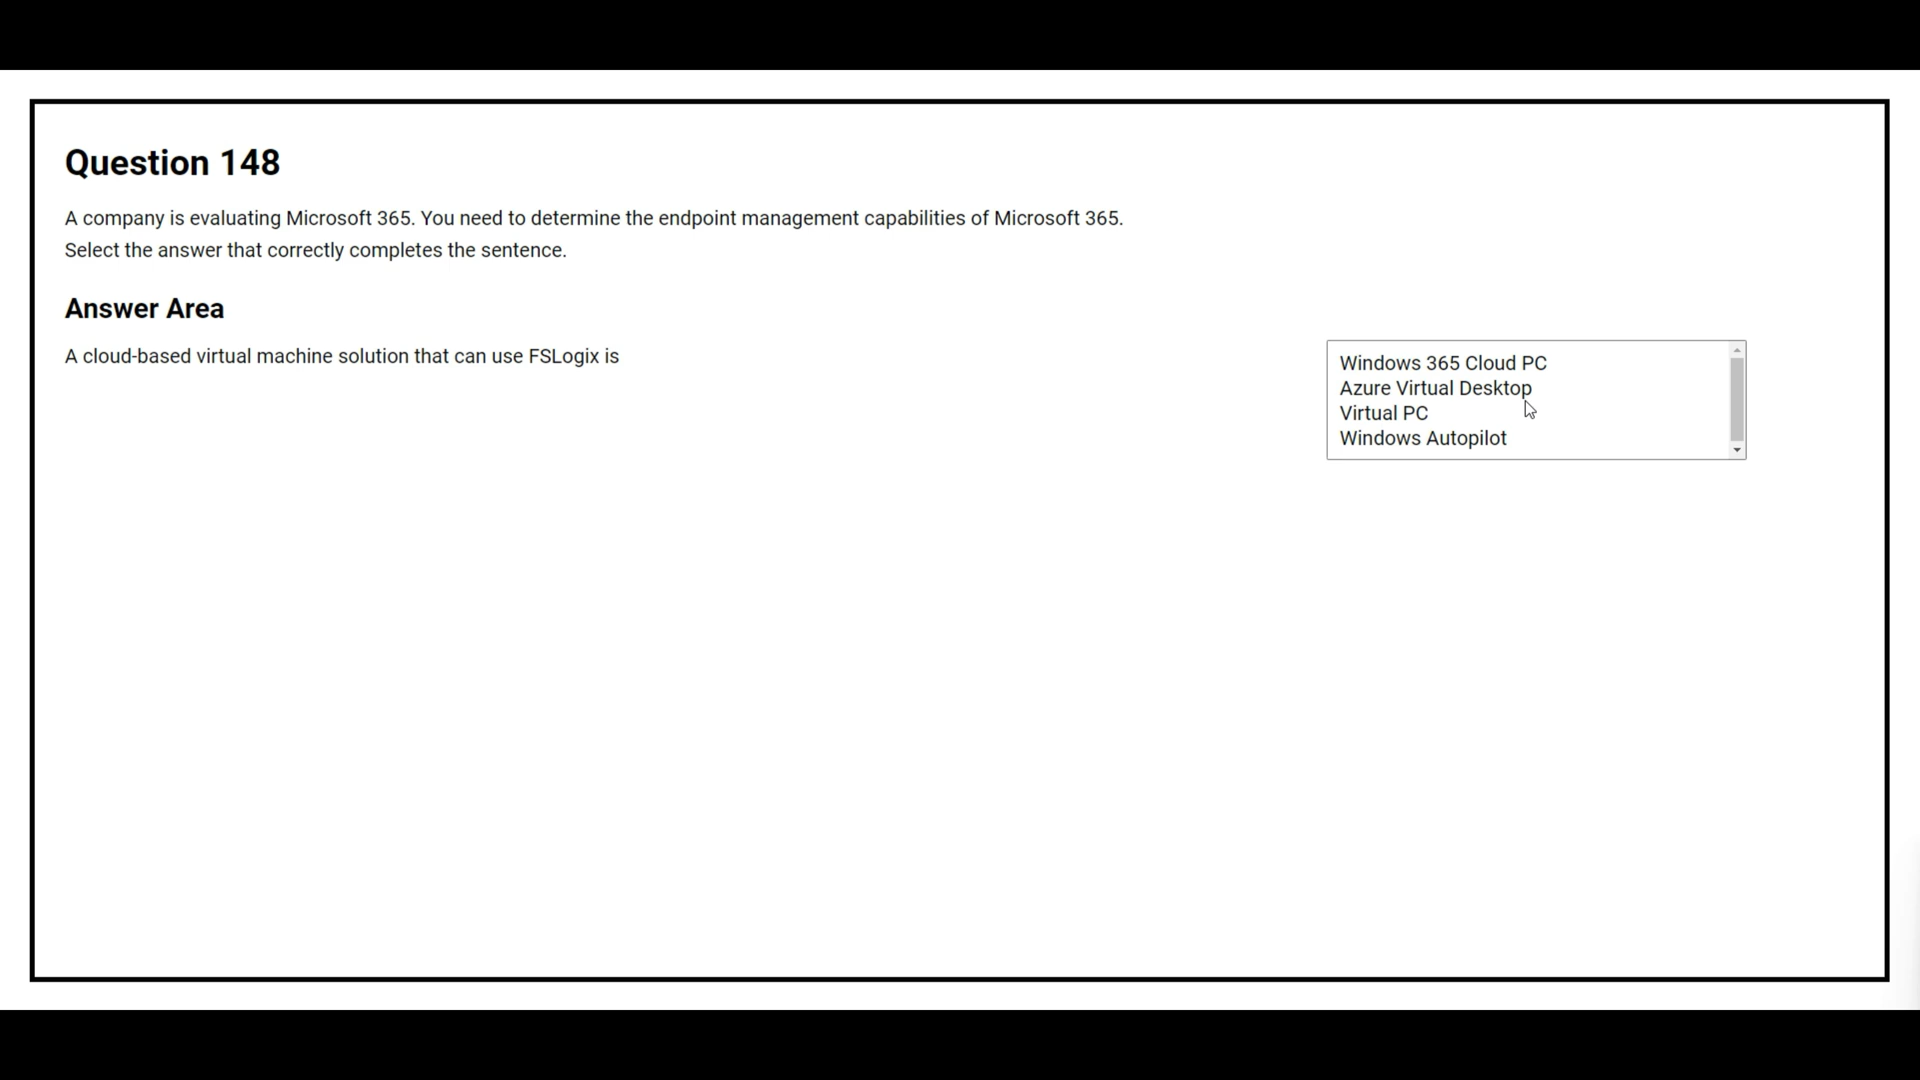 Question 148
A company is evaluating Microsoft 365. You need to determine the endpoint management capabilities of Microsoft 365.
Select the answer that correctly completes the sentence.
Answer Area
A cloud-based virtual machine solution that can use FSLogix is
Windows 365 Cloud PC
Azure Virtual Desktop
Virtual PC
Windows Autopilot